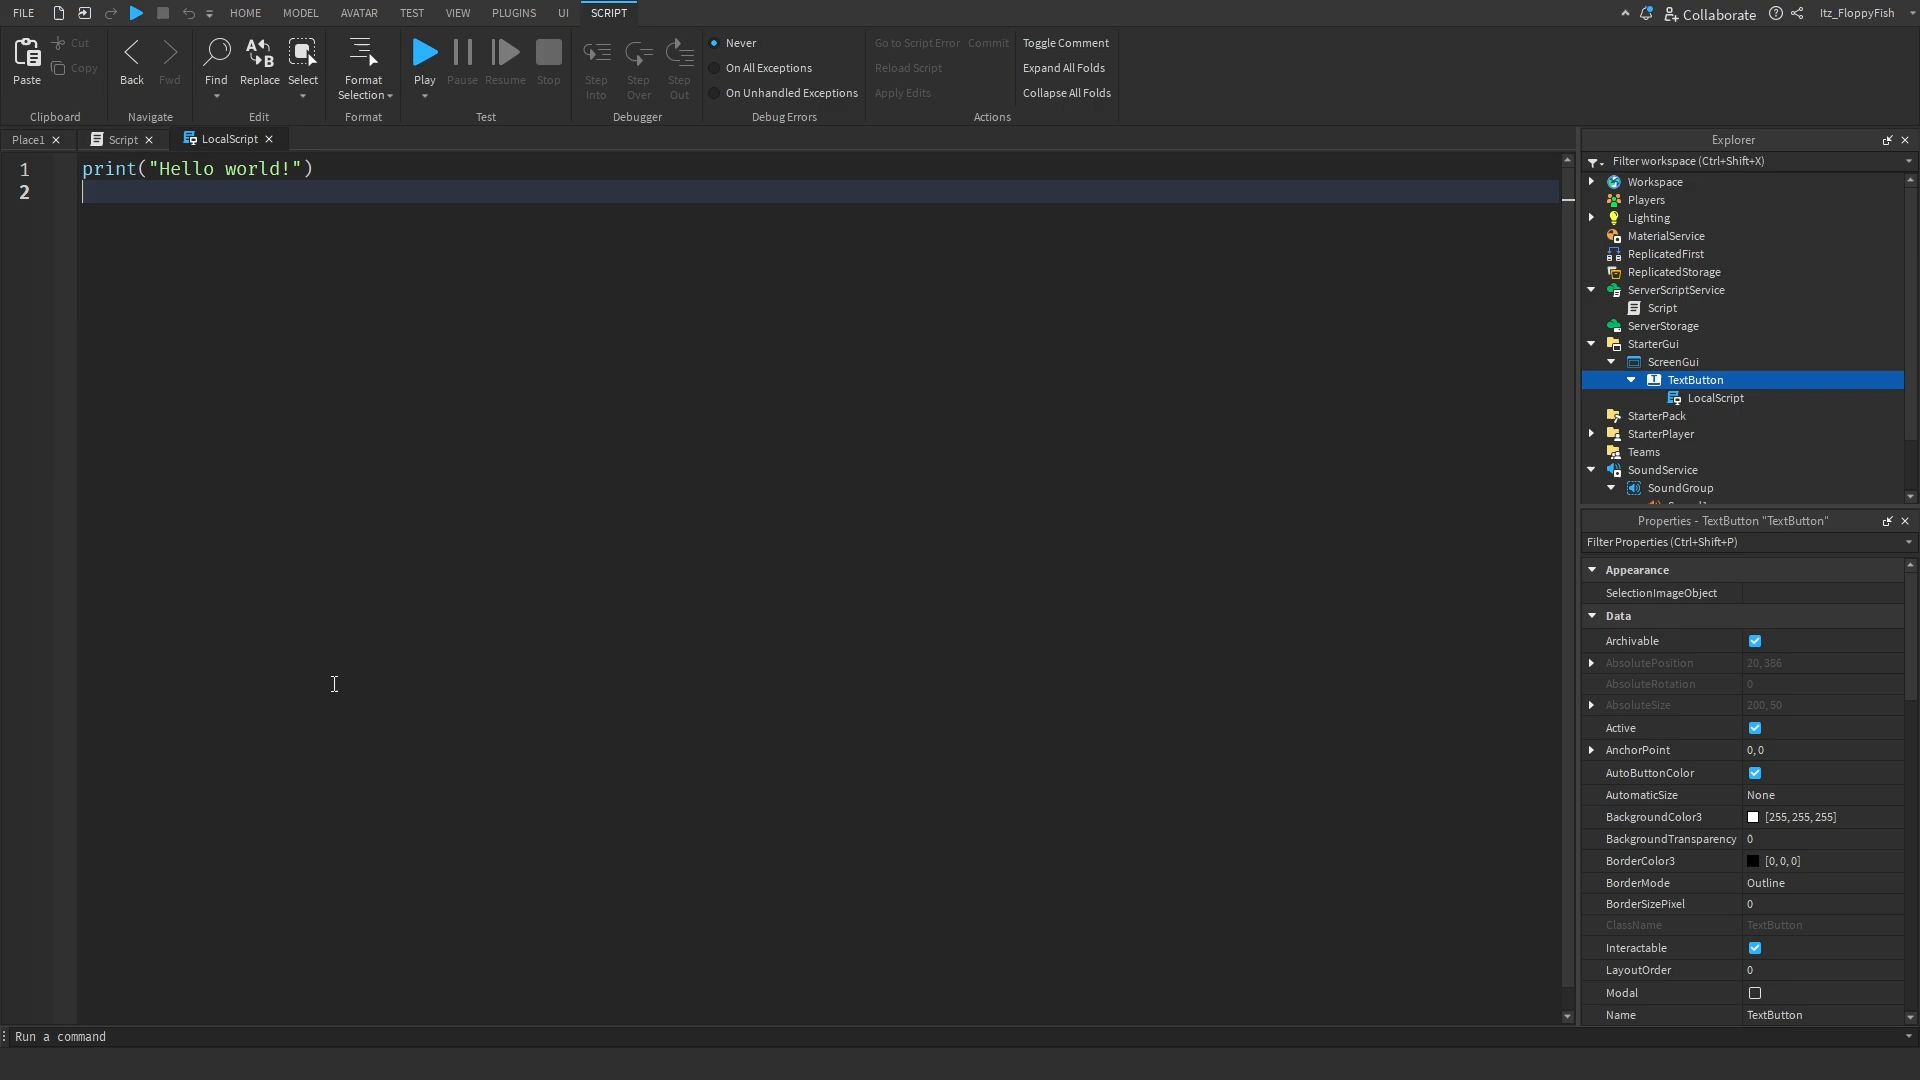 FILE HOME MODEL AVATAR TEST VIEW PLUGINS UI SCRIPT Collaborate Itz_FloppyFish
Paste Cut Copy
Clipboard
Back Fwd
Navigate
Find Replace Select
Edit
Format Selection
Format
Play Pause Resume Stop
Test
Step Into
Step Over
Step Out
Debugger
Never
On All Exceptions
On Unhandled Exceptions
Debug Errors
Go to Script Error Commit
Reload Script
Apply Edits
Toggle Comment
Expand All Folds
Collapse All Folds
Actions
Place1 Script LocalScript
1 print("Hello world!")
2
Explorer
Filter workspace (Ctrl+Shift+X)
Workspace
Players
Lighting
MaterialService
ReplicatedFirst
ReplicatedStorage
ServerScriptService
Script
ServerStorage
StarterGui
ScreenGui
TextButton
LocalScript
StarterPack
StarterPlayer
Teams
SoundService
SoundGroup
Properties - TextButton "TextButton"
Filter Properties (Ctrl+Shift+P)
Appearance
SelectionImageObject
Data
Archivable
AbsolutePosition 20, 386
AbsoluteRotation 0
AbsoluteSize 200, 50
Active
AnchorPoint 0, 0
AutoButtonColor
AutomaticSize None
BackgroundColor3 [255, 255, 255]
BackgroundTransparency 0
BorderColor3 [0, 0, 0]
BorderMode Outline
BorderSizePixel 0
ClassName TextButton
Interactable
LayoutOrder 0
Modal
Name TextButton
Run a command